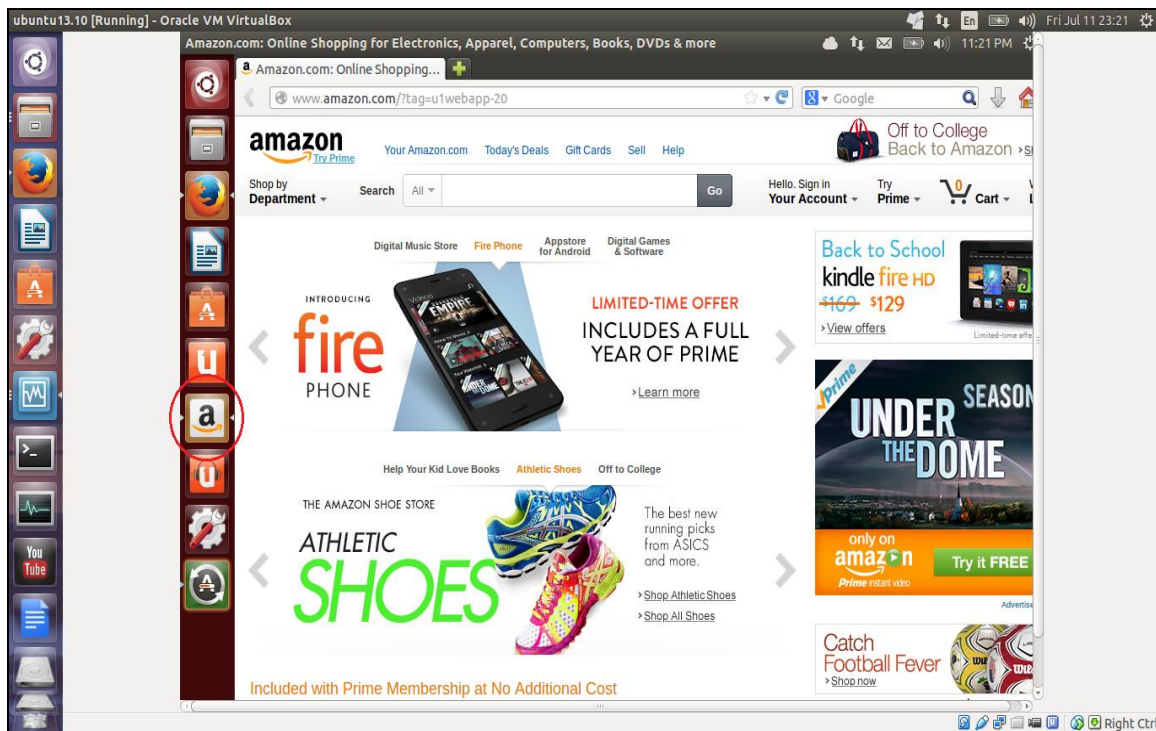 ubuntu13.10 [Running] - Oracle VM VirtualBox
En
Fri Jul 11 23:21
Amazon.com: Online Shopping for Electronics, Apparel, Computers, Books, DVDs & more
11:21 PM
Amazon.com: Online Shopping...
www.amazon.com/?tag=u1webapp-20
Google
amazon
Try Prime
Your Amazon.com Today's Deals Gift Cards Sell Help
Off to College
Back to Amazon
Shop by
Department
Search
All
Go
Hello. Sign in
Your Account
Try
Prime
0
Cart
Digital Music Store
Fire Phone
Appstore
for Android
Digital Games
& Software
INTRODUCING
fire
PHONE
Videos
EMPIRE
UNDER
DOME
LIMITED-TIME OFFER
INCLUDES A FULL
YEAR OF PRIME
›Learn more
Back to School
kindle fire HD
$169 $129
›View offers
Limited-time offe
Prime
UNDER
THE DOME
SEASON
only on
amazon
Prime instant video
Try it FREE
Advertise
Help Your Kid Love Books
Athletic Shoes
Off to College
THE AMAZON SHOE STORE
ATHLETIC
SHOES
The best new
running picks
from ASICS
and more.
›Shop Athletic Shoes
›Shop All Shoes
Catch
Football Fever
›Shop now
Included with Prime Membership at No Additional Cost
You
Tube
Right Ctrl